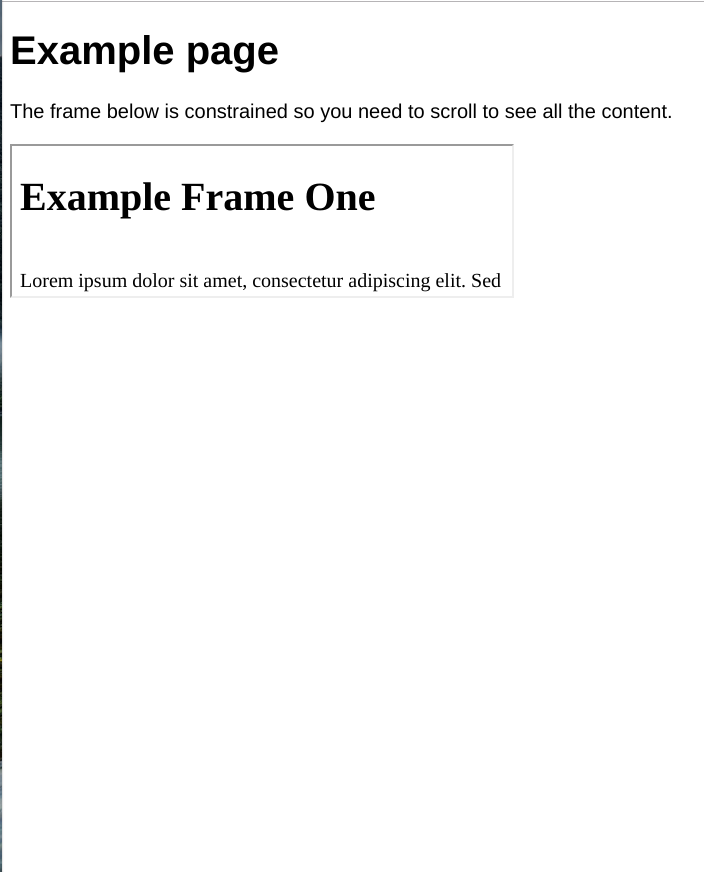 Example page
The frame below is constrained so you need to scroll to see all the content.
Example Frame One
Lorem ipsum dolor sit amet, consectetur adipiscing elit. Sed